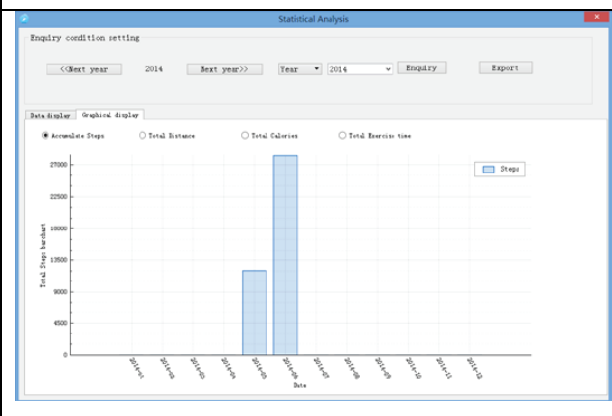 Statistical Analysis
Enquiry condition setting
<<Next year 2014 Next year>> Year 2014 Enquiry Export
Data display Graphical display
Accumulate Steps Total Distance Total Calories Total Exercise time
Steps
27000
22500
18000
13500
9000
4500
0
Total Steps barchart
2014-01 2014-02 2014-03 2014-04 2014-05 2014-06 2014-07 2014-08 2014-09 2014-10 2014-11 2014-12
Date